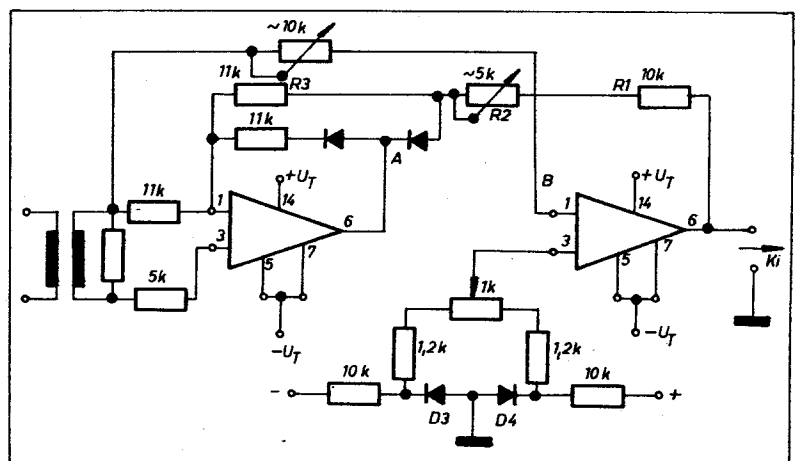 ~10k
11k
R3
~5k
R2
R1
10k
11k
A
B
11k
1
3
+U_T
14
6
5
7
-U_T
5k
1
3
+U_T
14
6
5
7
-U_T
Ki
1k
1,2k
1,2k
-
10k
D3
D4
10k
+